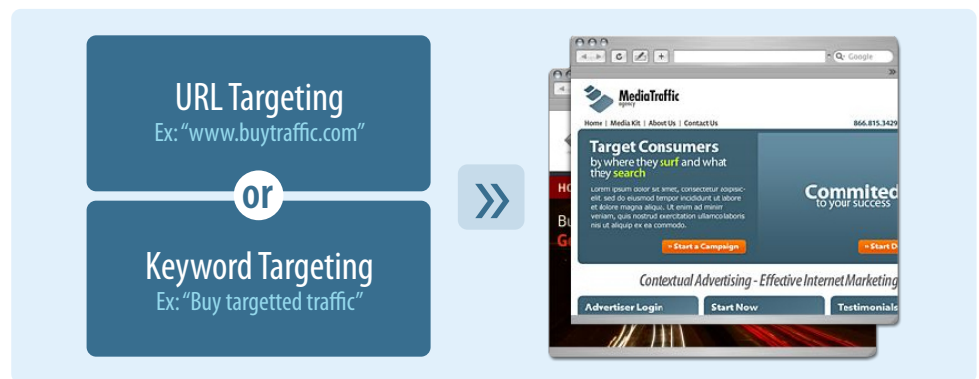 URL Targeting
Ex: “www.buytraffic.com”
or
Keyword Targeting
Ex: “Buy targetted traffic”
Google
MediaTraffic
agency
Home | Media Kit | About Us | Contact Us
866.815.3429
Target Consumers
by where they surf and what
they search
Lorem ipsum dolor sit amet, consectetur adipisic-
elit, sed do eiusmod tempor incididunt ut labore
et dolore magna aliqua. Ut enim ad minim
veniam, quis nostrud exercitation ullamco laboris
nis ut aliquip ex ea commodo.
» Start a Campaign
Commited
to your success
» Start D
Contextual Advertising - Effective Internet Marketing
Advertiser Login
Start Now
Testimonials